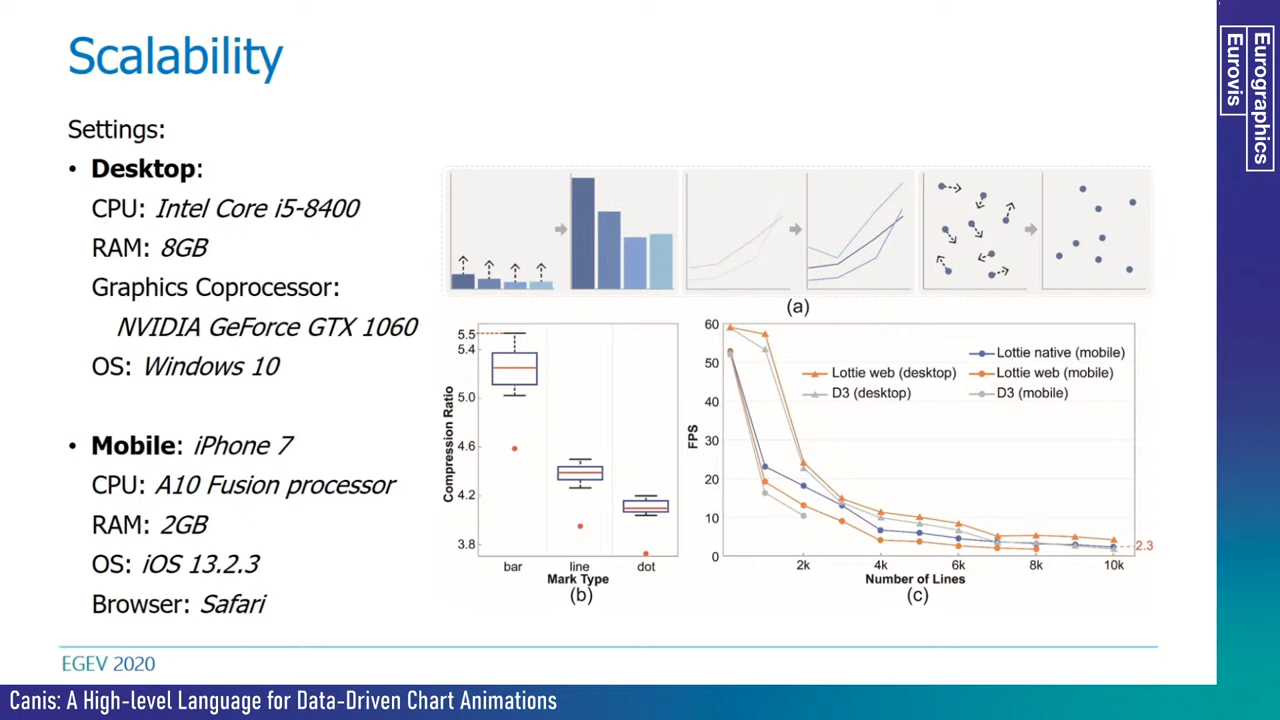 Scalability
Settings:
• Desktop:
CPU: Intel Core i5-8400
RAM: 8GB
Graphics Coprocessor:
NVIDIA GeForce GTX 1060
OS: Windows 10
• Mobile: iPhone 7
CPU: A10 Fusion processor
RAM: 2GB
OS: iOS 13.2.3
Browser: Safari
(a)
5.5
5.4
5.0
4.6
4.2
3.8
Compression Ratio
bar line dot
Mark Type
(b)
60
50
40
30
20
10
0
FPS
Lottie native (mobile)
Lottie web (desktop) Lottie web (mobile)
D3 (desktop) D3 (mobile)
2.3
2k 4k 6k 8k 10k
Number of Lines
(c)
EGEV 2020
Canis: A High-level Language for Data-Driven Chart Animations
Eurographics
Eurovis